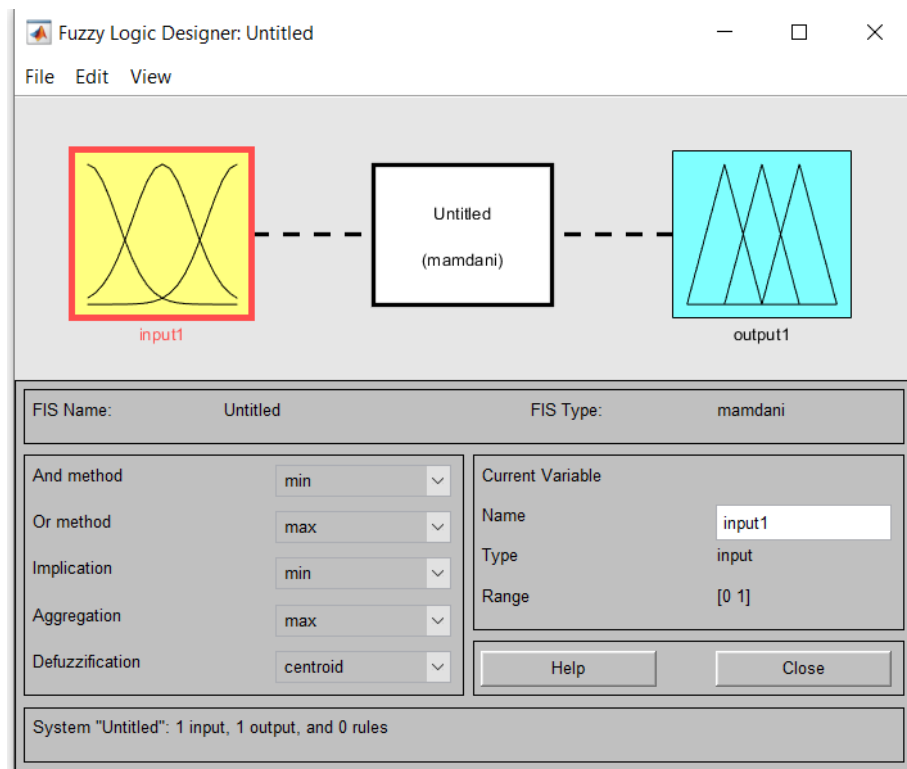 Fuzzy Logic Designer: Untitled
File Edit View
Untitled
(mamdani)
input1
output1
FIS Name: Untitled FIS Type: mamdani
And method min
Or method max
Implication min
Aggregation max
Defuzzification centroid
Current Variable
Name input1
Type input
Range [0 1]
Help Close
System "Untitled": 1 input, 1 output, and 0 rules